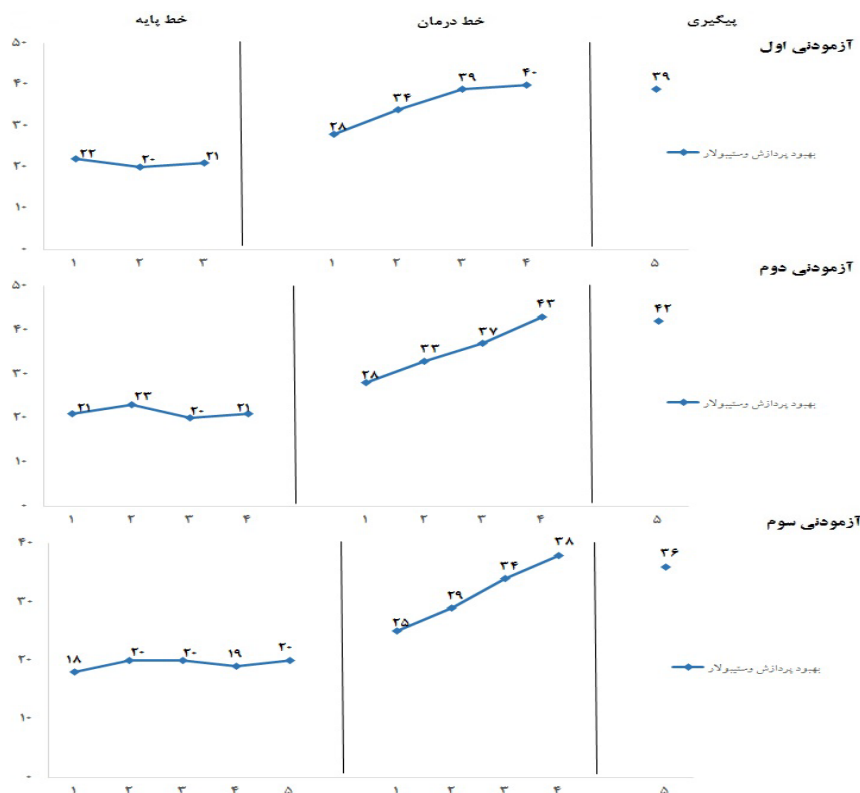 خط پایه خط درمان پیگیری
آزمودنی اول
۵۰
۴۰
۳۰
۲۰
۱۰
۰
۲۲ ۲۰ ۲۱ ۲۸ ۳۴ ۳۹ ۴۰ ۳۹
بهبود پردازش وستیبولار
۱ ۲ ۳ ۱ ۲ ۳ ۴ ۵
آزمودنی دوم
۵۰
۴۰
۳۰
۲۰
۱۰
۰
۲۱ ۲۳ ۲۰ ۲۱ ۲۸ ۳۳ ۳۷ ۴۳ ۴۲
بهبود پردازش وستیبولار
۱ ۲ ۳ ۴ ۱ ۲ ۳ ۴ ۵
آزمودنی سوم
۴۰
۳۰
۲۰
۱۰
۰
۱۸ ۲۰ ۲۰ ۱۹ ۲۰ ۲۵ ۲۹ ۳۴ ۳۸ ۳۶
بهبود پردازش وستیبولار
۱ ۲ ۳ ۴ ۵ ۱ ۲ ۳ ۴ ۵